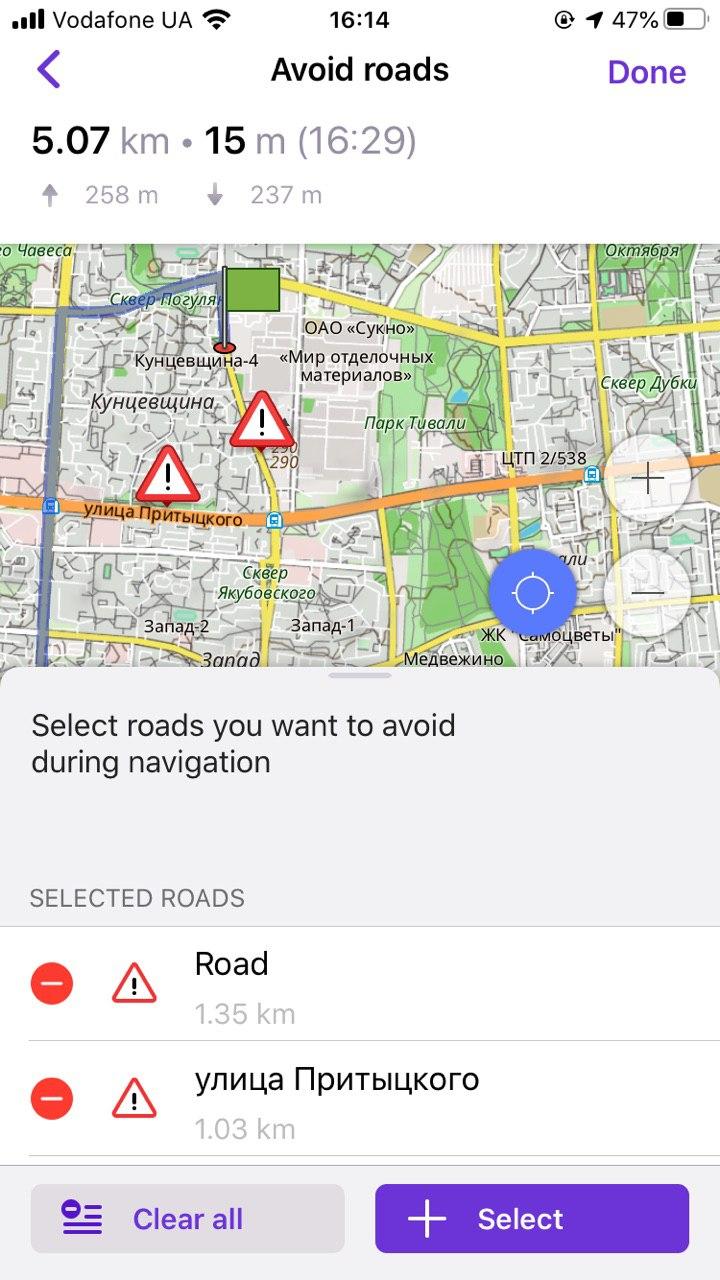 Vodafone UA
16:14
47%
Avoid roads
Done
5.07 km • 15 m (16:29)
258 m
237 m
Чавеса
Октября
Сквер Погуля
ОАО «Сукно»
Кунцевщина-4
«Мир отделочных
материалов»
Сквер Дубки
Кунцевщина
Парк Тивали
290
290
ЦТП 2/538
улица Притыцкого
Сквер
Якубовского
Запад-2
Запад-1
ЖК "Самоцветы"
Запад
Медвежино
Select roads you want to avoid
during navigation
SELECTED ROADS
Road
1.35 km
улица Притыцкого
1.03 km
Clear all
Select